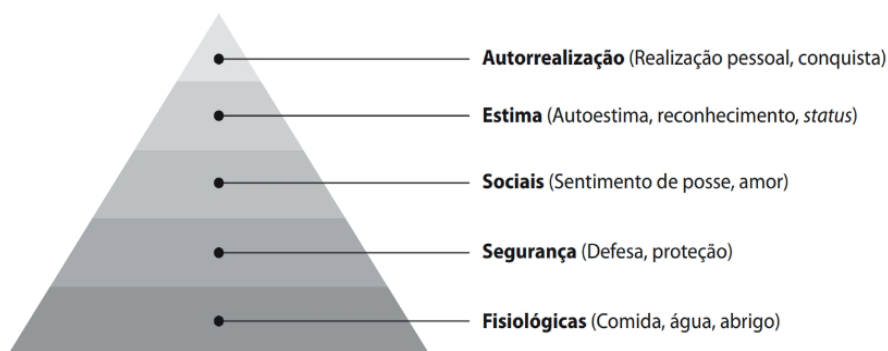 Autorrealização (Realização pessoal, conquista)
Estima (Autoestima, reconhecimento, status)
Sociais (Sentimento de posse, amor)
Segurança (Defesa, proteção)
Fisiológicas (Comida, água, abrigo)